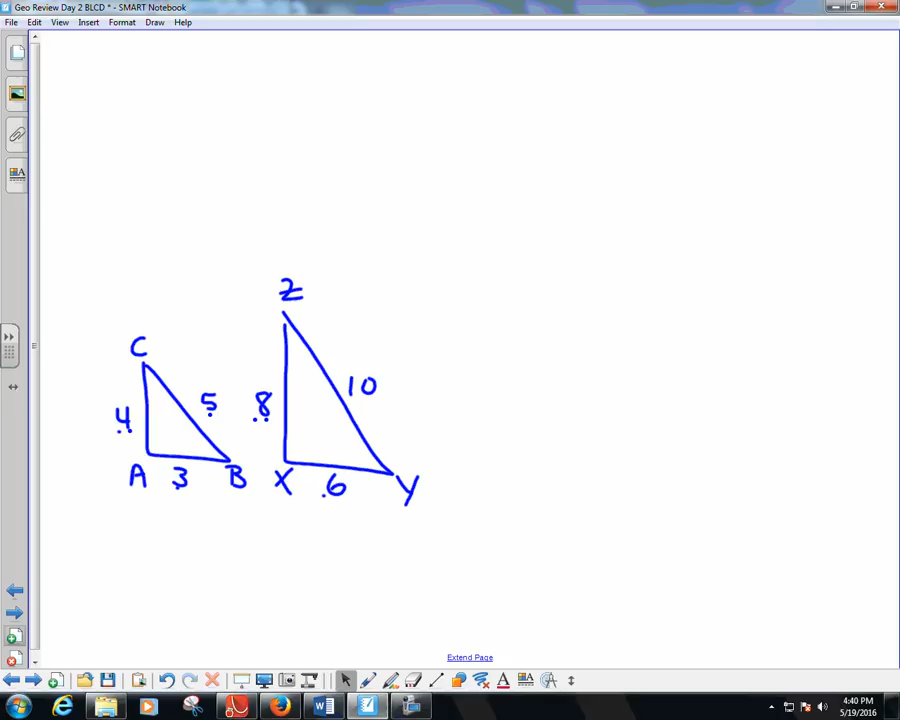 Geo Review Day 2 BLCD * - SMART Notebook
File Edit View Insert Format Draw Help
Z
C
10
5
8
4
A 3 B X 6 Y
Extend Page
4:40 PM
5/19/2016